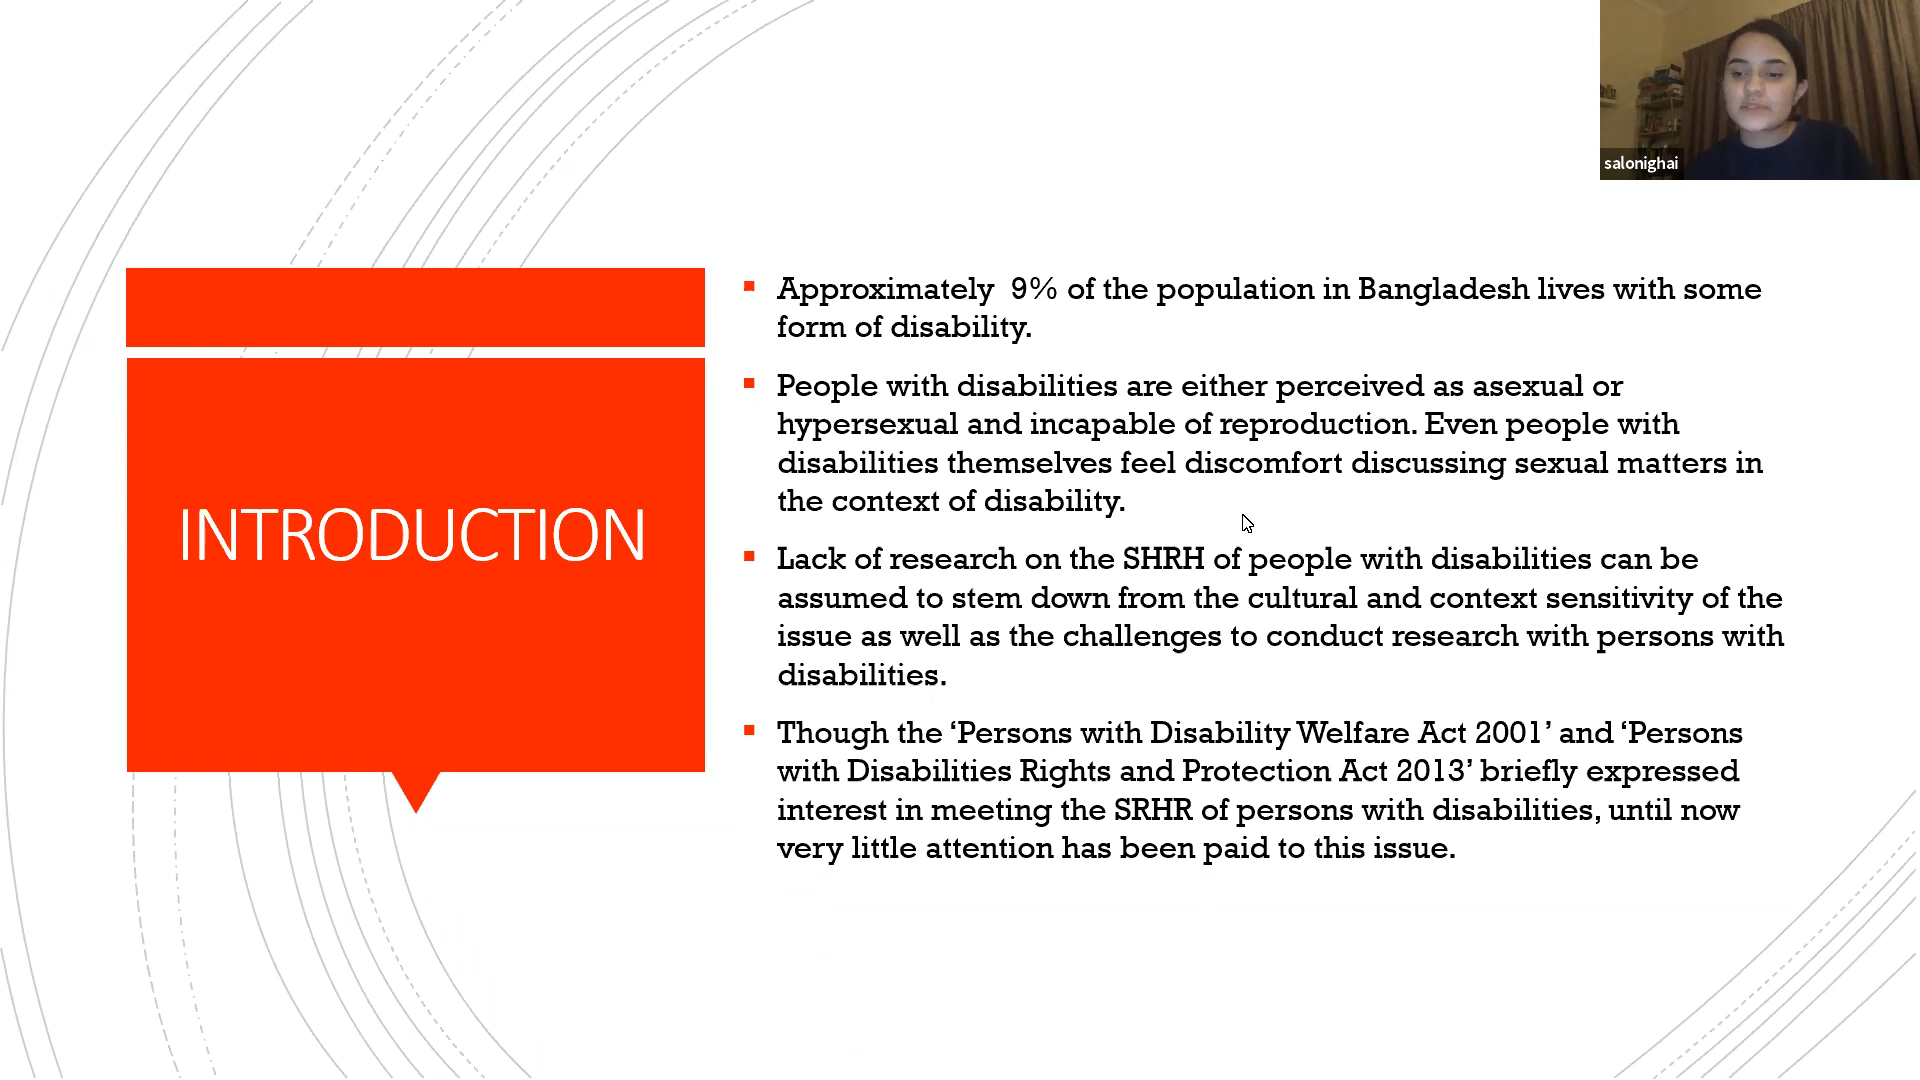 salonighai
INTRODUCTION
▪ Approximately 9% of the population in Bangladesh lives with some
form of disability.
▪ People with disabilities are either perceived as asexual or
hypersexual and incapable of reproduction. Even people with
disabilities themselves feel discomfort discussing sexual matters in
the context of disability.
▪ Lack of research on the SHRH of people with disabilities can be
assumed to stem down from the cultural and context sensitivity of the
issue as well as the challenges to conduct research with persons with
disabilities.
▪ Though the ‘Persons with Disability Welfare Act 2001’ and ‘Persons
with Disabilities Rights and Protection Act 2013’ briefly expressed
interest in meeting the SRHR of persons with disabilities, until now
very little attention has been paid to this issue.